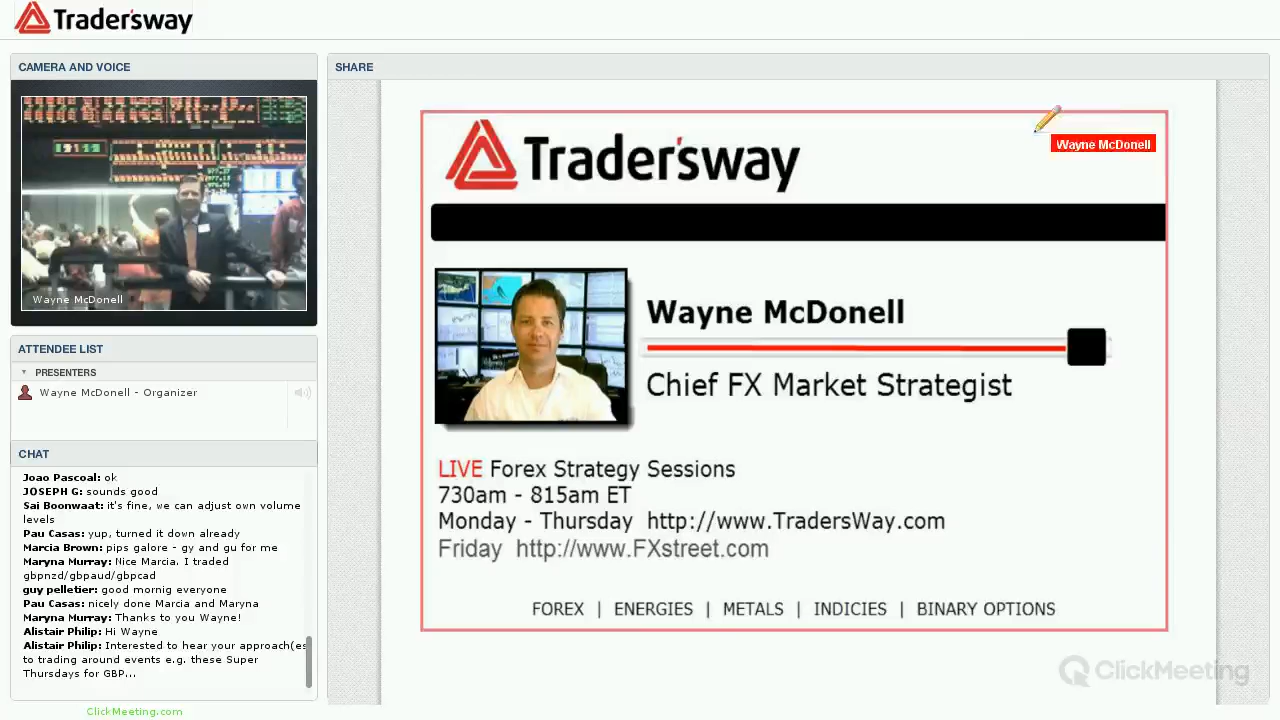 Trader'sway
CAMERA AND VOICE
Wayne McDonell
ATTENDEE LIST
PRESENTERS
Wayne McDonell - Organizer
CHAT
Joao Pascoal: ok
JOSEPH G: sounds good
Sai Boonwaat: it's fine, we can adjust own volume
levels
Pau Casas: yup, turned it down already
Marcia Brown: pips galore - gy and gu for me
Maryna Murray: Nice Marcia. I traded
gbpnzd/gbpaud/gbpcad
guy pelletier: good mornig everyone
Pau Casas: nicely done Marcia and Maryna
Maryna Murray: Thanks to you Wayne!
Alistair Philip: Hi Wayne
Alistair Philip: Interested to hear your approach(es
to trading around events e.g. these Super
Thursdays for GBP...
ClickMeeting.com
SHARE
Wayne McDonell
Trader'sway
Wayne McDonell
Chief FX Market Strategist
LIVE Forex Strategy Sessions
730am - 815am ET
Monday - Thursday http://www.TradersWay.com
Friday http://www.FXstreet.com
FOREX | ENERGIES | METALS | INDICIES | BINARY OPTIONS
ClickMeeting